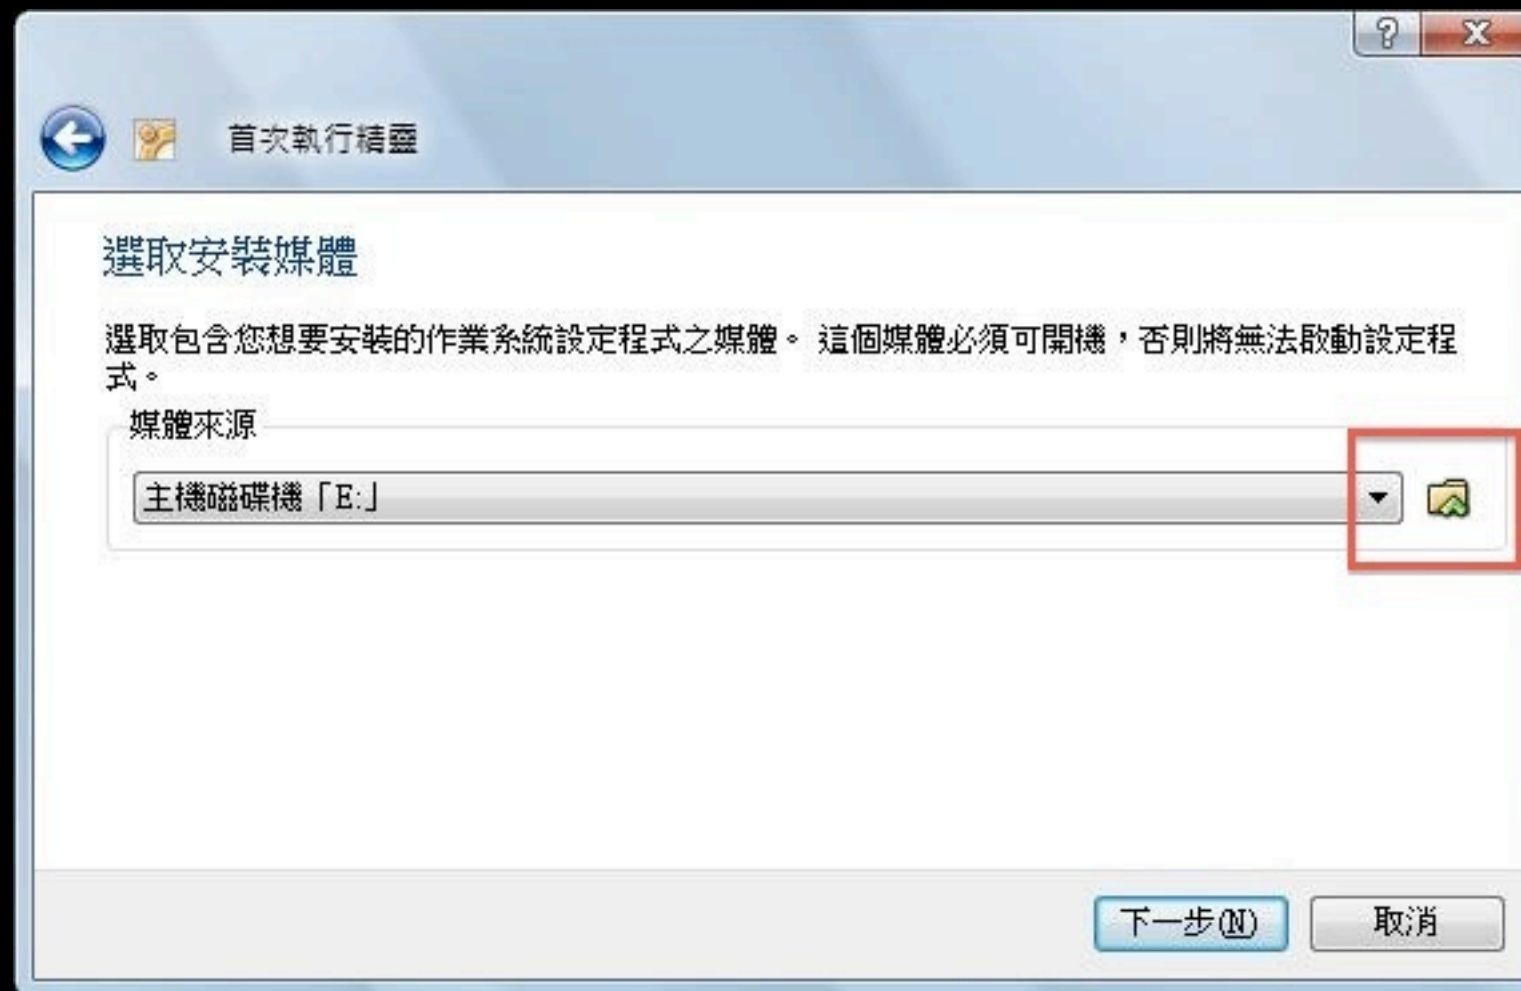 首次執行精靈
選取安裝媒體
選取包含您想要安裝的作業系統設定程式之媒體。 這個媒體必須可開機，否則將無法啟動設定程
式。
媒體來源
主機磁碟機「E:」
下一步(N)
取消